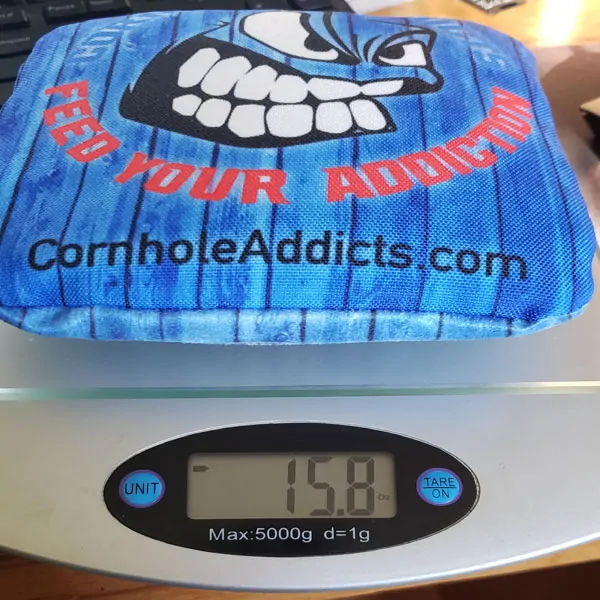 FEED YOUR ADDICTION
CornholeAddicts.com
UNIT
15.8 oz
TARE
ON
Max:5000g d=1g